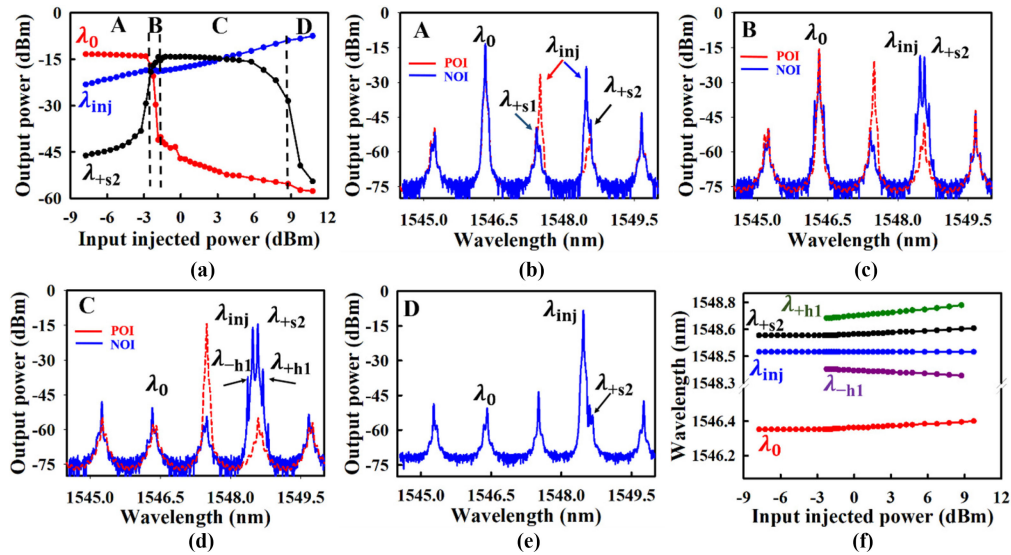 A B C D
0
-15
-30
-45
-60
Output power (dBm)
λ0
λinj
λ+s2
-9 -6 -3 0 3 6 9 12
Input injected power (dBm)
(a)
A
0
-15
-30
-45
-60
-75
Output power (dBm)
POI
NOI
λ0
λinj
λ+s1
λ+s2
1545.0 1546.5 1548.0 1549.5
Wavelength (nm)
(b)
B
0
-15
-30
-45
-60
-75
Output power (dBm)
POI
NOI
λ0
λinj
λ+s2
1545.0 1546.5 1548.0 1549.5
Wavelength (nm)
(c)
C
0
-15
-30
-45
-60
-75
Output power (dBm)
POI
NOI
λinj
λ+s2
λ-h1
λ+h1
λ0
1545.0 1546.5 1548.0 1549.5
Wavelength (nm)
(d)
D
0
-15
-30
-45
-60
-75
Output power (dBm)
λinj
λ0
λ+s2
1545.0 1546.5 1548.0 1549.5
Wavelength (nm)
(e)
1548.8
1548.6
1548.5
1548.3
1546.4
1546.2
Wavelength (nm)
λ+h1
λ+s2
λinj
λ-h1
λ0
-9 -6 -3 0 3 6 9 12
Input injected power (dBm)
(f)